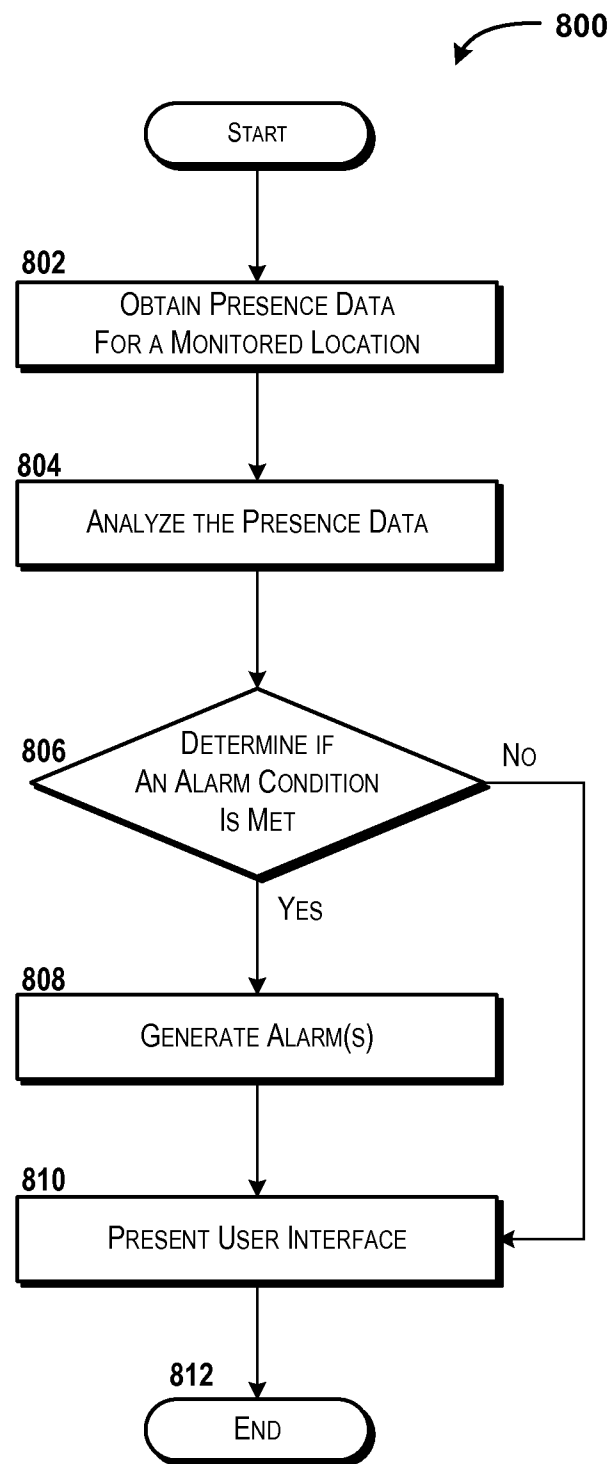 800
START
802
OBTAIN PRESENCE DATA
FOR A MONITORED LOCATION
804
ANALYZE THE PRESENCE DATA
806
DETERMINE IF
AN ALARM CONDITION
IS MET
NO
YES
808
GENERATE ALARM(S)
810
PRESENT USER INTERFACE
812
END